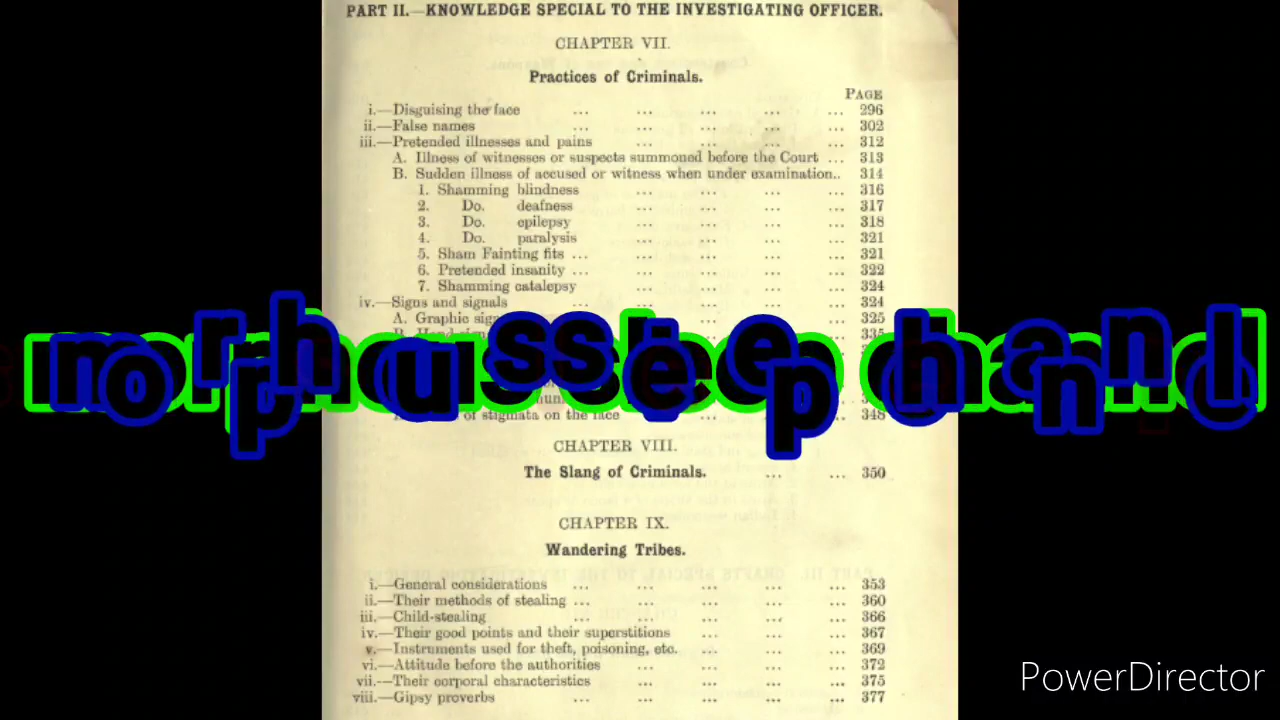 PART II.—KNOWLEDGE SPECIAL TO THE INVESTIGATING OFFICER.
CHAPTER VII.
Practices of Criminals.
PAGE
i.—Disguising the face ... ... ... ... ... 296
ii.—False names ... ... ... ... ... 302
iii.—Pretended illnesses and pains ... ... ... ... 312
A. Illness of witnesses or suspects summoned before the Court ... 313
B. Sudden illness of accused or witness when under examination.. 314
1. Shamming blindness ... ... ... ... 316
2. Do. deafness ... ... ... ... 317
3. Do. epilepsy ... ... ... ... 318
4. Do. paralysis ... ... ... ... 321
5. Sham Fainting fits ... ... ... ... ... 321
6. Pretended insanity ... ... ... ... ... 322
7. Shamming catalepsy ... ... ... ... 324
iv.—Signs and signals ... ... ... ... ... 324
A. Graphic ... ... ... ... 325
335
morphussleep
of stigmata on the face ... ... ... ... 348
CHAPTER VIII.
The Slang of Criminals. ... ... 350
CHAPTER IX.
Wandering Tribes.
i.—General considerations ... ... ... ... ... 353
ii.—Their methods of stealing ... ... ... ... ... 360
iii.—Child-stealing ... ... ... ... ... 366
iv.—Their good points and their superstitions ... ... ... 367
v.—Instruments used for theft, poisoning, etc. ... ... ... 369
vi.—Attitude before the authorities ... ... ... ... 372
vii.—Their corporal characteristics ... ... ... ... 375
viii.—Gipsy proverbs ... ... ... ... ... 377
PowerDirector